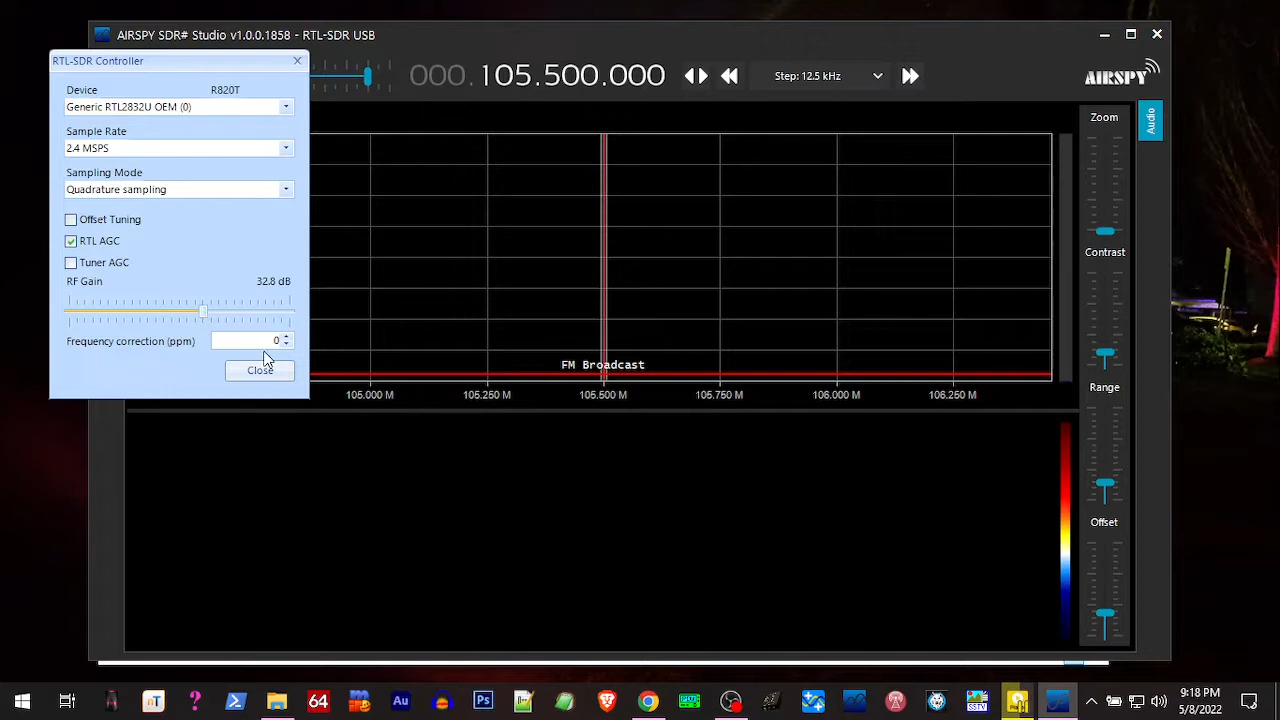 AIRSPY SDR# Studio v1.0.0.1858 - RTL-SDR USB
RTL-SDR Controller
000.105.500.000
Step: 12.5 kHz
AIRSPY
Device
R820T
Generic RTL2832U OEM (0)
Sample Rate
2.4 MSPS
Sampling Mode
Quadrature sampling
Offset Tuning
RTL AGC
Tuner AGC
RF Gain
32.8 dB
Frequency correction (ppm)
0
Close
FM Broadcast
105.000 M
105.250 M
105.500 M
105.750 M
106.000 M
106.250 M
Audio
Zoom
Contrast
Range
Offset
nT
64
Au
Ps
SSTV
9:18 PM
5/8/2022